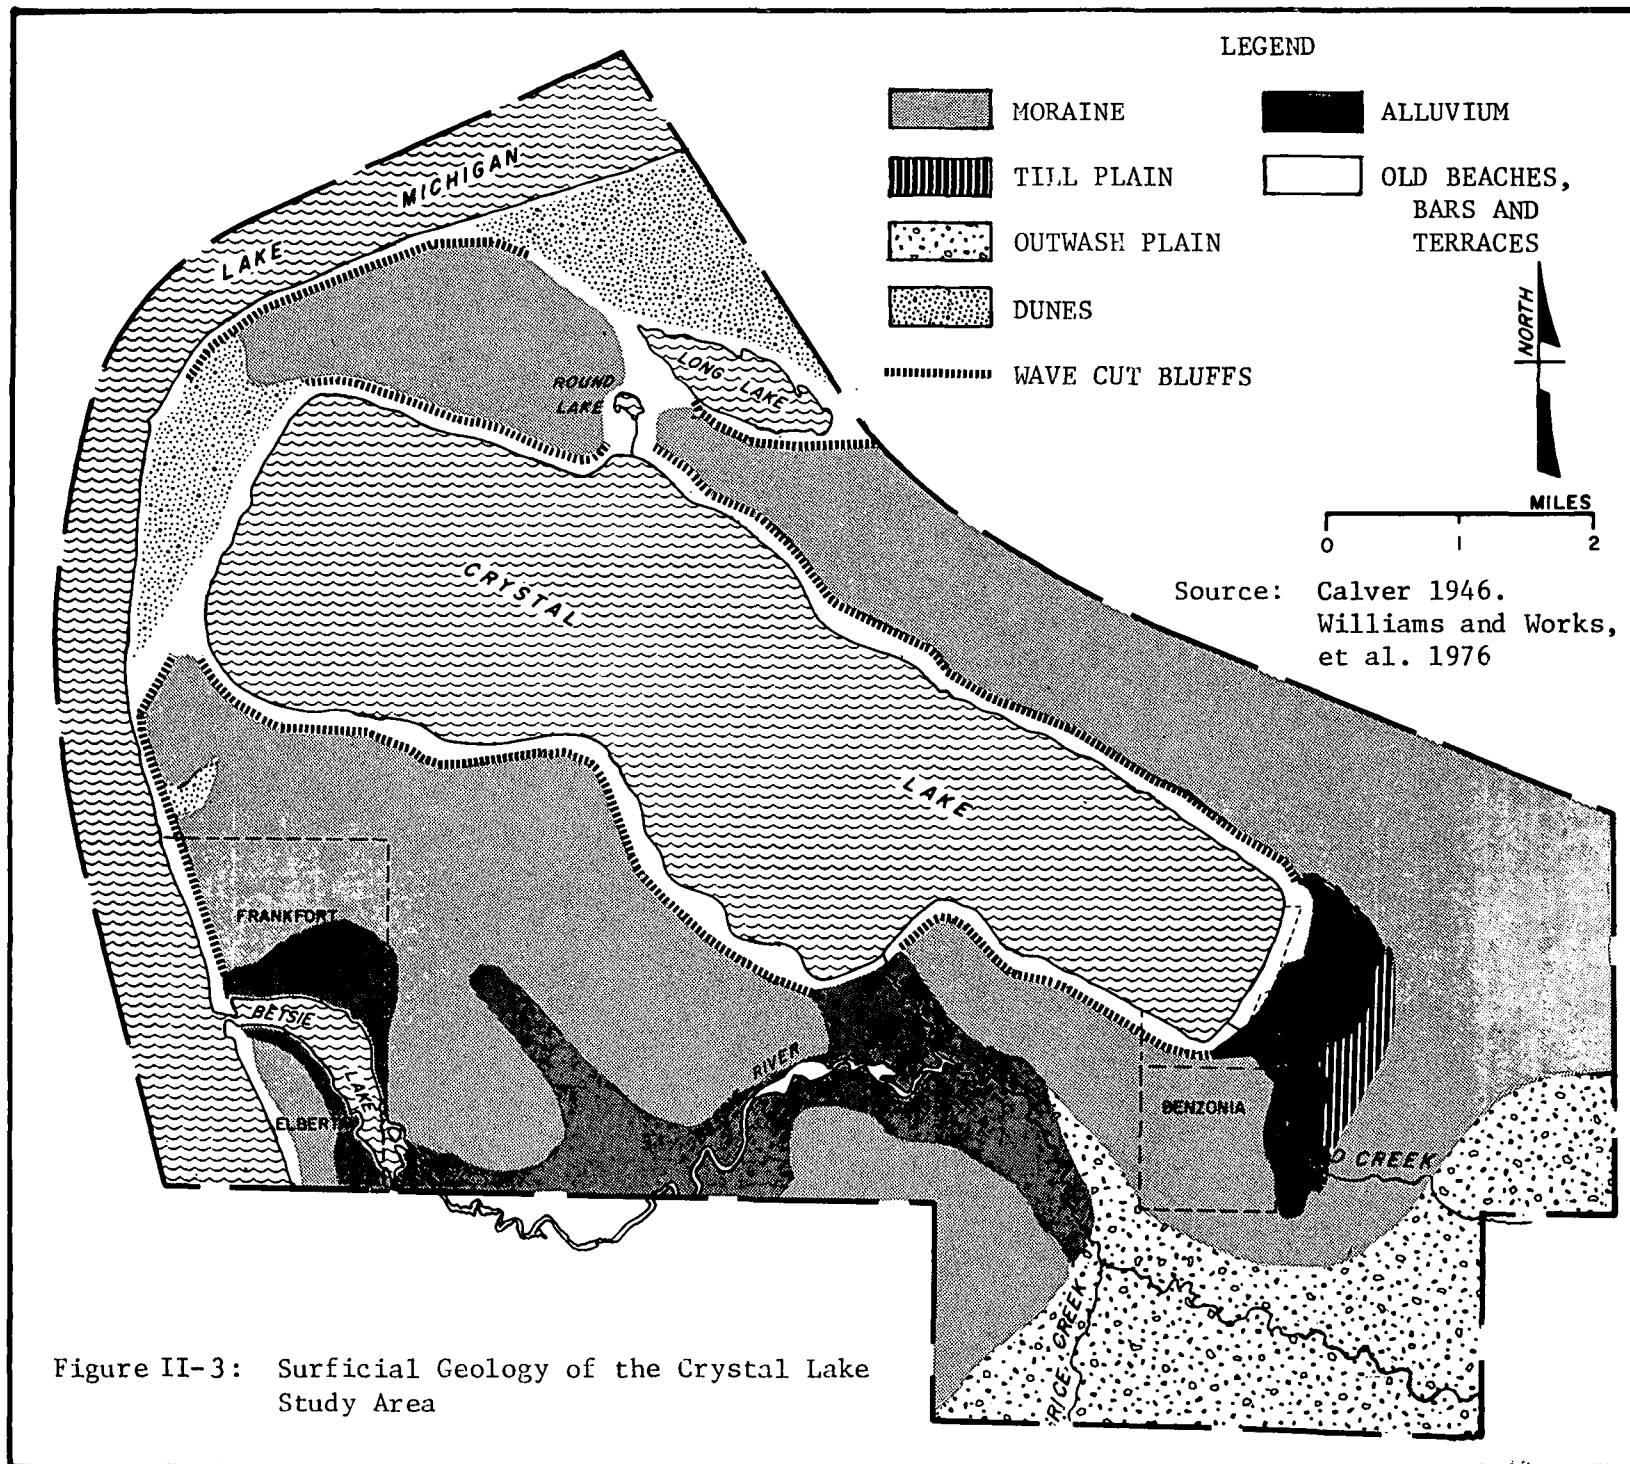 LEGEND
MORAINE
TILL PLAIN
OUTWASH PLAIN
DUNES
WAVE CUT BLUFFS
ALLUVIUM
OLD BEACHES,
BARS AND
TERRACES
NORTH
MILES
0 1 2
Source: Calver 1946.
Williams and Works,
et al. 1976
LAKE MICHIGAN
LONG LAKE
ROUND
LAKE
CRYSTAL LAKE
FRANKFORT
BETSIE LAKE
ELBERTA
RIVER
BENZONIA
CREEK
CREEK
Figure II-3: Surficial Geology of the Crystal Lake
Study Area